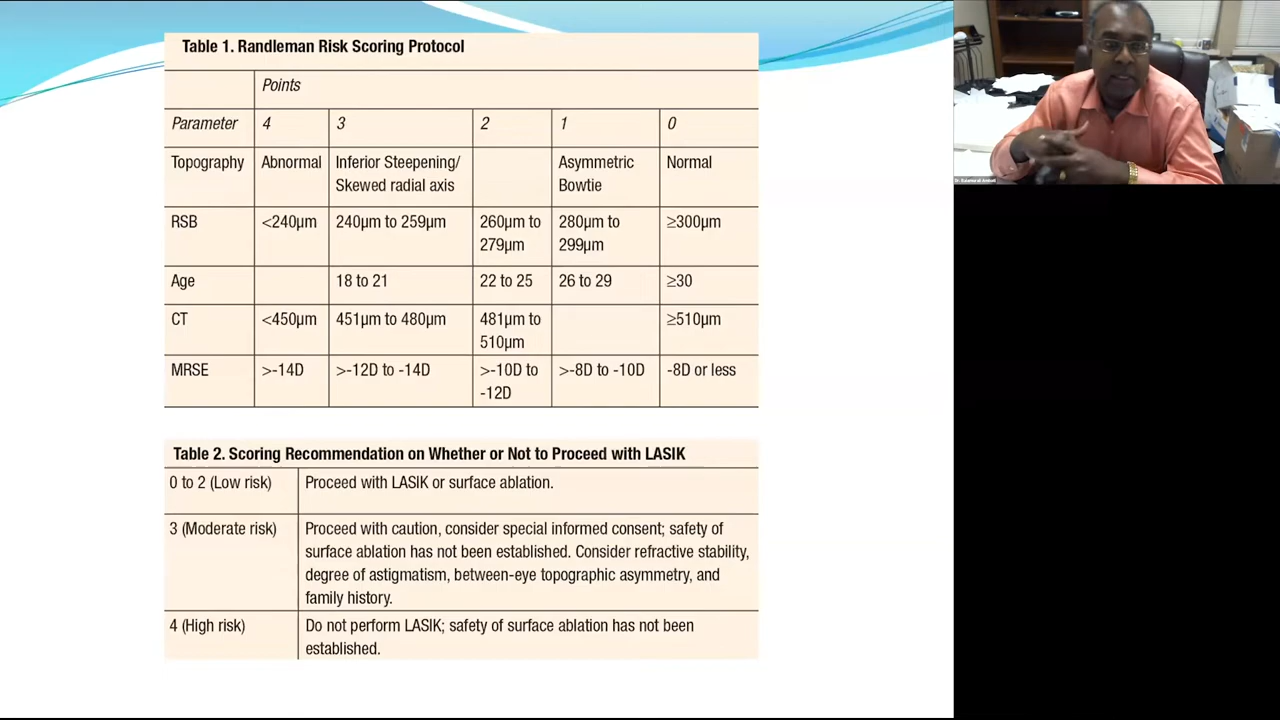 Table 1. Randleman Risk Scoring Protocol
Points
Parameter 4 3 2 1 0
Topography Abnormal Inferior Steepening/ Asymmetric Normal
Skewed radial axis Bowtie
RSB <240µm 240µm to 259µm 260µm to 280µm to ≥300µm
279µm 299µm
Age 18 to 21 22 to 25 26 to 29 ≥30
CT <450µm 451µm to 480µm 481µm to ≥510µm
510µm
MRSE >-14D >-12D to -14D >-10D to >-8D to -10D -8D or less
-12D
Table 2. Scoring Recommendation on Whether or Not to Proceed with LASIK
0 to 2 (Low risk) Proceed with LASIK or surface ablation.
3 (Moderate risk) Proceed with caution, consider special informed consent; safety of
surface ablation has not been established. Consider refractive stability,
degree of astigmatism, between-eye topographic asymmetry, and
family history.
4 (High risk) Do not perform LASIK; safety of surface ablation has not been
established.